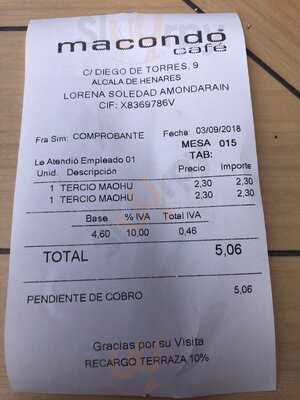 macondo
café
C/ DIEGO DE TORRES, 9
ALCALA DE HENARES
LORENA SOLEDAD AMONDARAIN
CIF: X8369786V
Fra Sim: COMPROBANTE Fecha: 03/09/2018
MESA 015
Le Atendió Empleado 01 TAB:
Unid. Descripción Precio Importe
1 TERCIO MAOHU 2,30 2,30
1 TERCIO MAOHU 2,30 2,30
Base % IVA Total IVA
4,60 10,00 0,46
TOTAL 5,06
PENDIENTE DE COBRO 5,06
Gracias por su Visita
RECARGO TERRAZA 10%